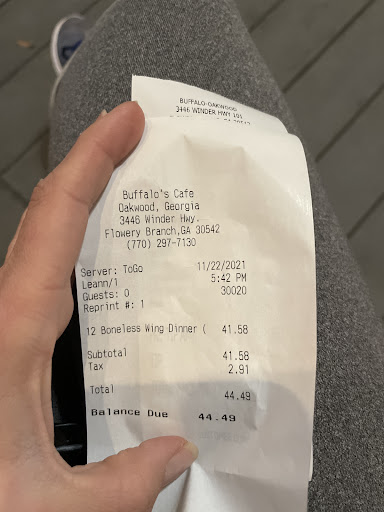 BUFFALO-OAKWOOD
3446 WINDER HWY 101
Buffalo's Cafe
Oakwood, Georgia
3446 Winder Hwy.
Flowery Branch,GA 30542
(770) 297-7130
Server: ToGo 11/22/2021
Leann/1 5:42 PM
Guests: 0 30020
Reprint #: 1
12 Boneless Wing Dinner ( 41.58
Subtotal 41.58
Tax 2.91
Total 44.49
Balance Due 44.49